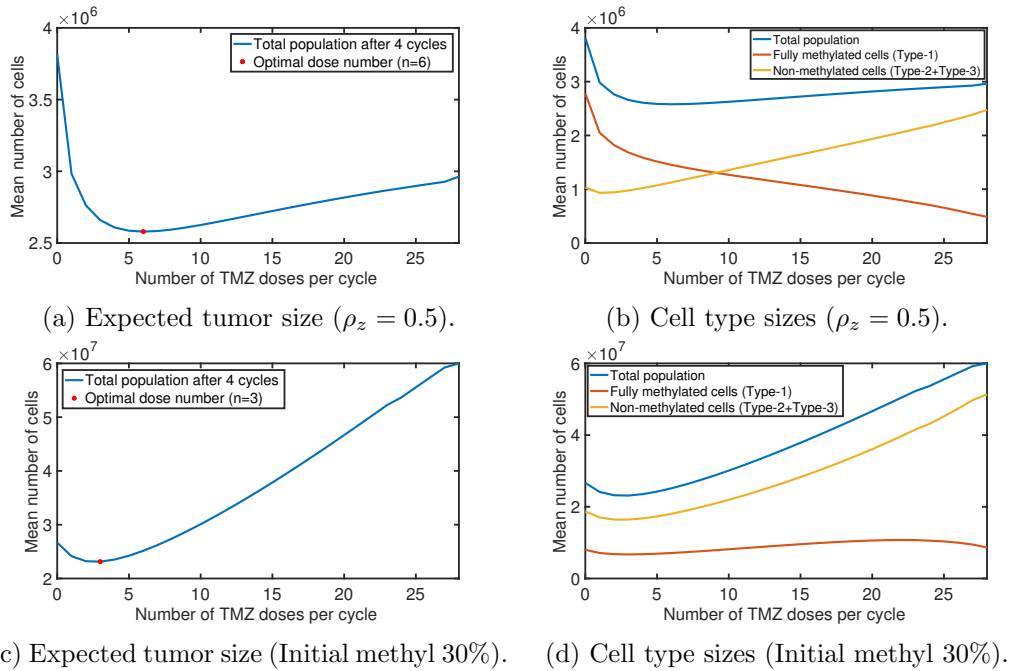 ×10⁶
4
3.5
3
2.5
Mean number of cells
Total population after 4 cycles
Optimal dose number (n=6)
0 5 10 15 20 25
Number of TMZ doses per cycle
(a) Expected tumor size (ρ_z = 0.5).
×10⁶
4
3
2
1
0
Mean number of cells
Total population
Fully methylated cells (Type-1)
Non-methylated cells (Type-2+Type-3)
0 5 10 15 20 25
Number of TMZ doses per cycle
(b) Cell type sizes (ρ_z = 0.5).
×10⁷
6
5
4
3
2
Mean number of cells
Total population after 4 cycles
Optimal dose number (n=3)
0 5 10 15 20 25
Number of TMZ doses per cycle
c) Expected tumor size (Initial methyl 30%).
×10⁷
6
4
2
0
Mean number of cells
Total population
Fully methylated cells (Type-1)
Non-methylated cells (Type-2+Type-3)
0 5 10 15 20 25
Number of TMZ doses per cycle
(d) Cell type sizes (Initial methyl 30%).